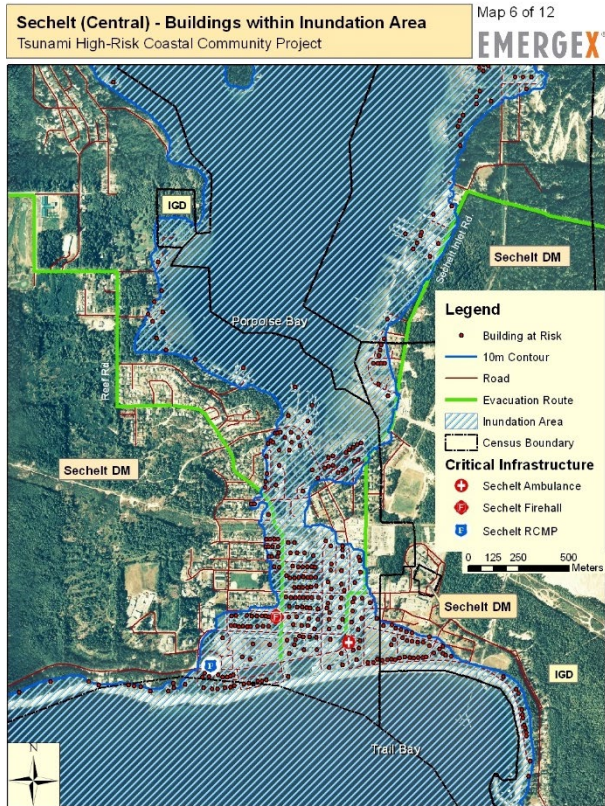 Sechelt (Central) - Buildings within Inundation Area
Tsunami High-Risk Coastal Community Project
Map 6 of 12
EMERGEX
IGD
Sechelt Inlet Rd.
Sechelt DM
Porpoise Bay
Reef Rd.
Legend
Building at Risk
10m Contour
Road
Evacuation Route
Inundation Area
Census Boundary
Critical Infrastructure
Sechelt Ambulance
F Sechelt Firehall
Sechelt RCMP
0 125 250 500
Meters
Sechelt DM
Sechelt DM
F
IGD
Trail Bay
N